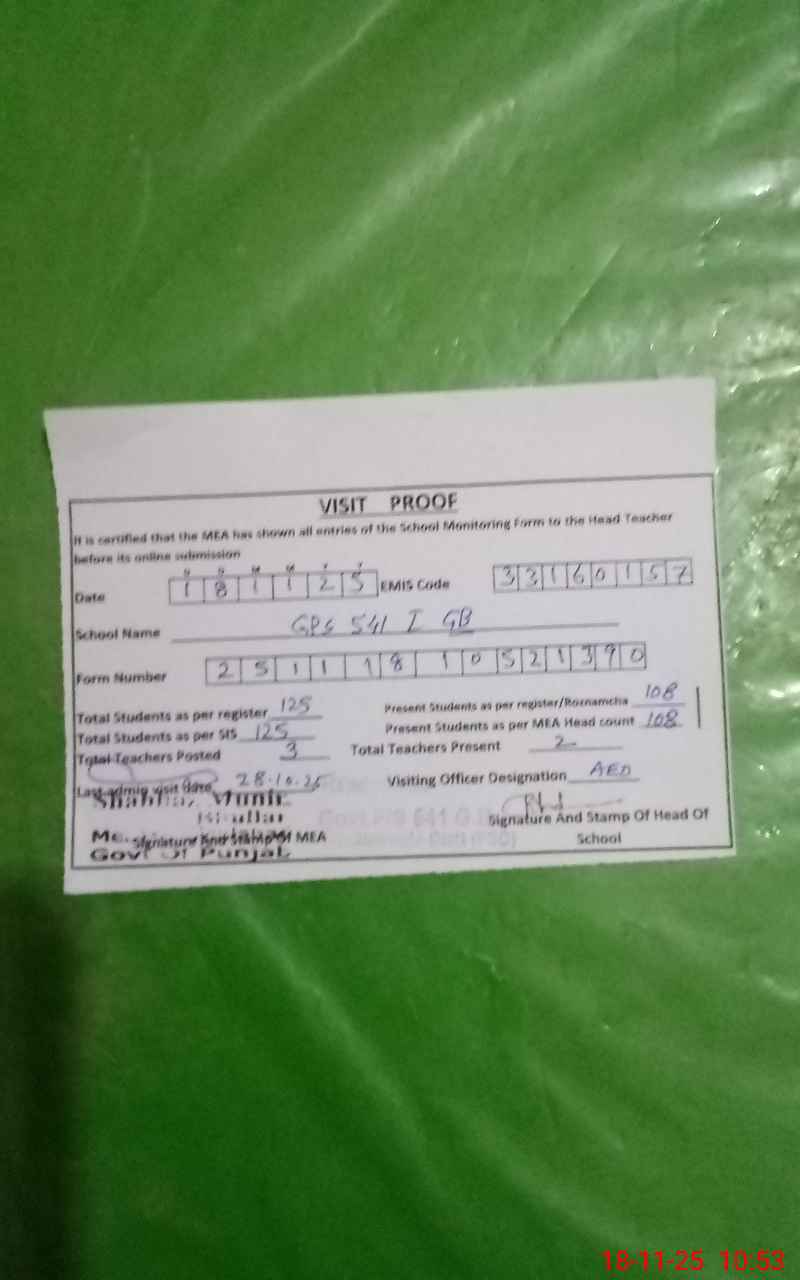 VISIT PROOF
It is certified that the MEA has shown all entries of the School Monitoring Form to the Head Teacher
before its online submission
D D M M Y Y
Date 1 8 1 1 2 5 EMIS Code 3 3 1 6 0 1 5 7
School Name GPS 541 I GB
Form Number 2 5 1 1 1 8 1 0 5 2 1 3 9 0
Total Students as per register 125 Present Students as per register/Roznamcha 108
Total Students as per SIS 125 Present Students as per MEA Head count 108
Total Teachers Posted 3 Total Teachers Present 2
Last admin visit date 28.10.25 Visiting Officer Designation AEO
Shahbaz Munir
Signature And Stamp Of MEA
Govt Of Punjab
Signature And Stamp Of Head Of
School
18-11-25 10:53